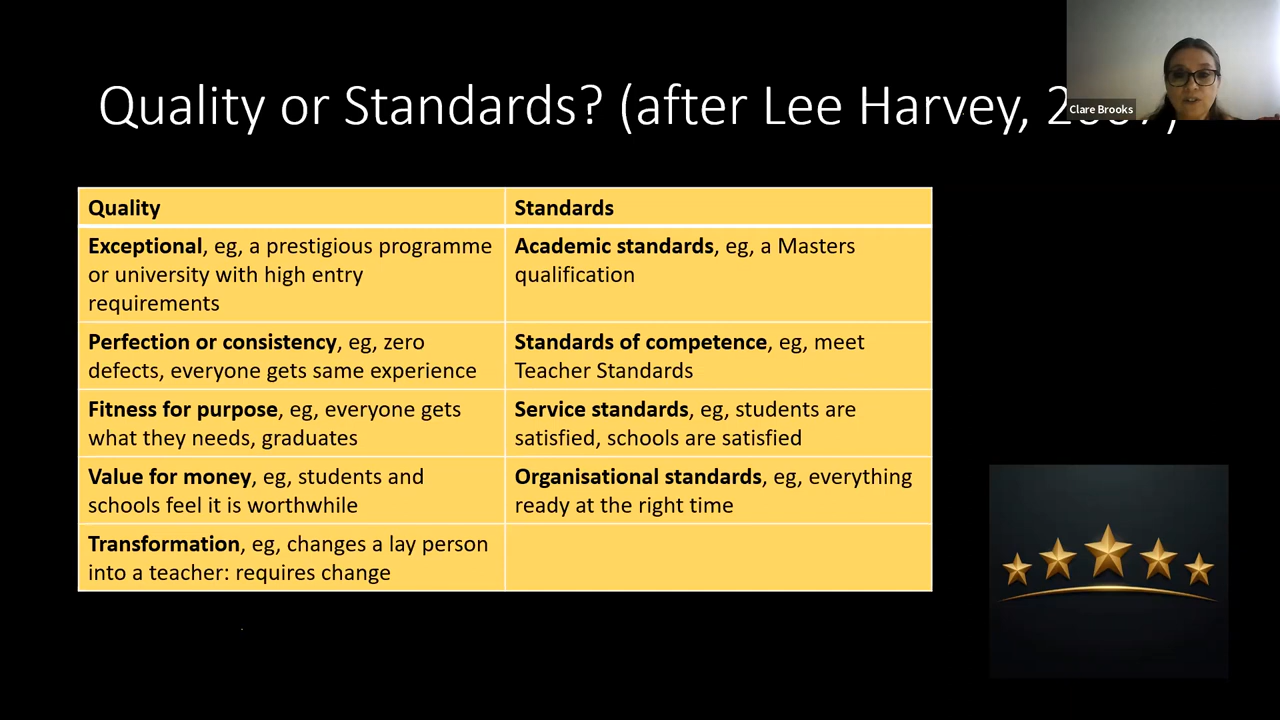 Quality or Standards? (after Lee Harvey,
Clare Brooks
Quality
Standards
Exceptional, eg, a prestigious programme
or university with high entry
requirements
Academic standards, eg, a Masters
qualification
Perfection or consistency, eg, zero
defects, everyone gets same experience
Standards of competence, eg, meet
Teacher Standards
Fitness for purpose, eg, everyone gets
what they needs, graduates
Service standards, eg, students are
satisfied, schools are satisfied
Value for money, eg, students and
schools feel it is worthwhile
Organisational standards, eg, everything
ready at the right time
Transformation, eg, changes a lay person
into a teacher: requires change